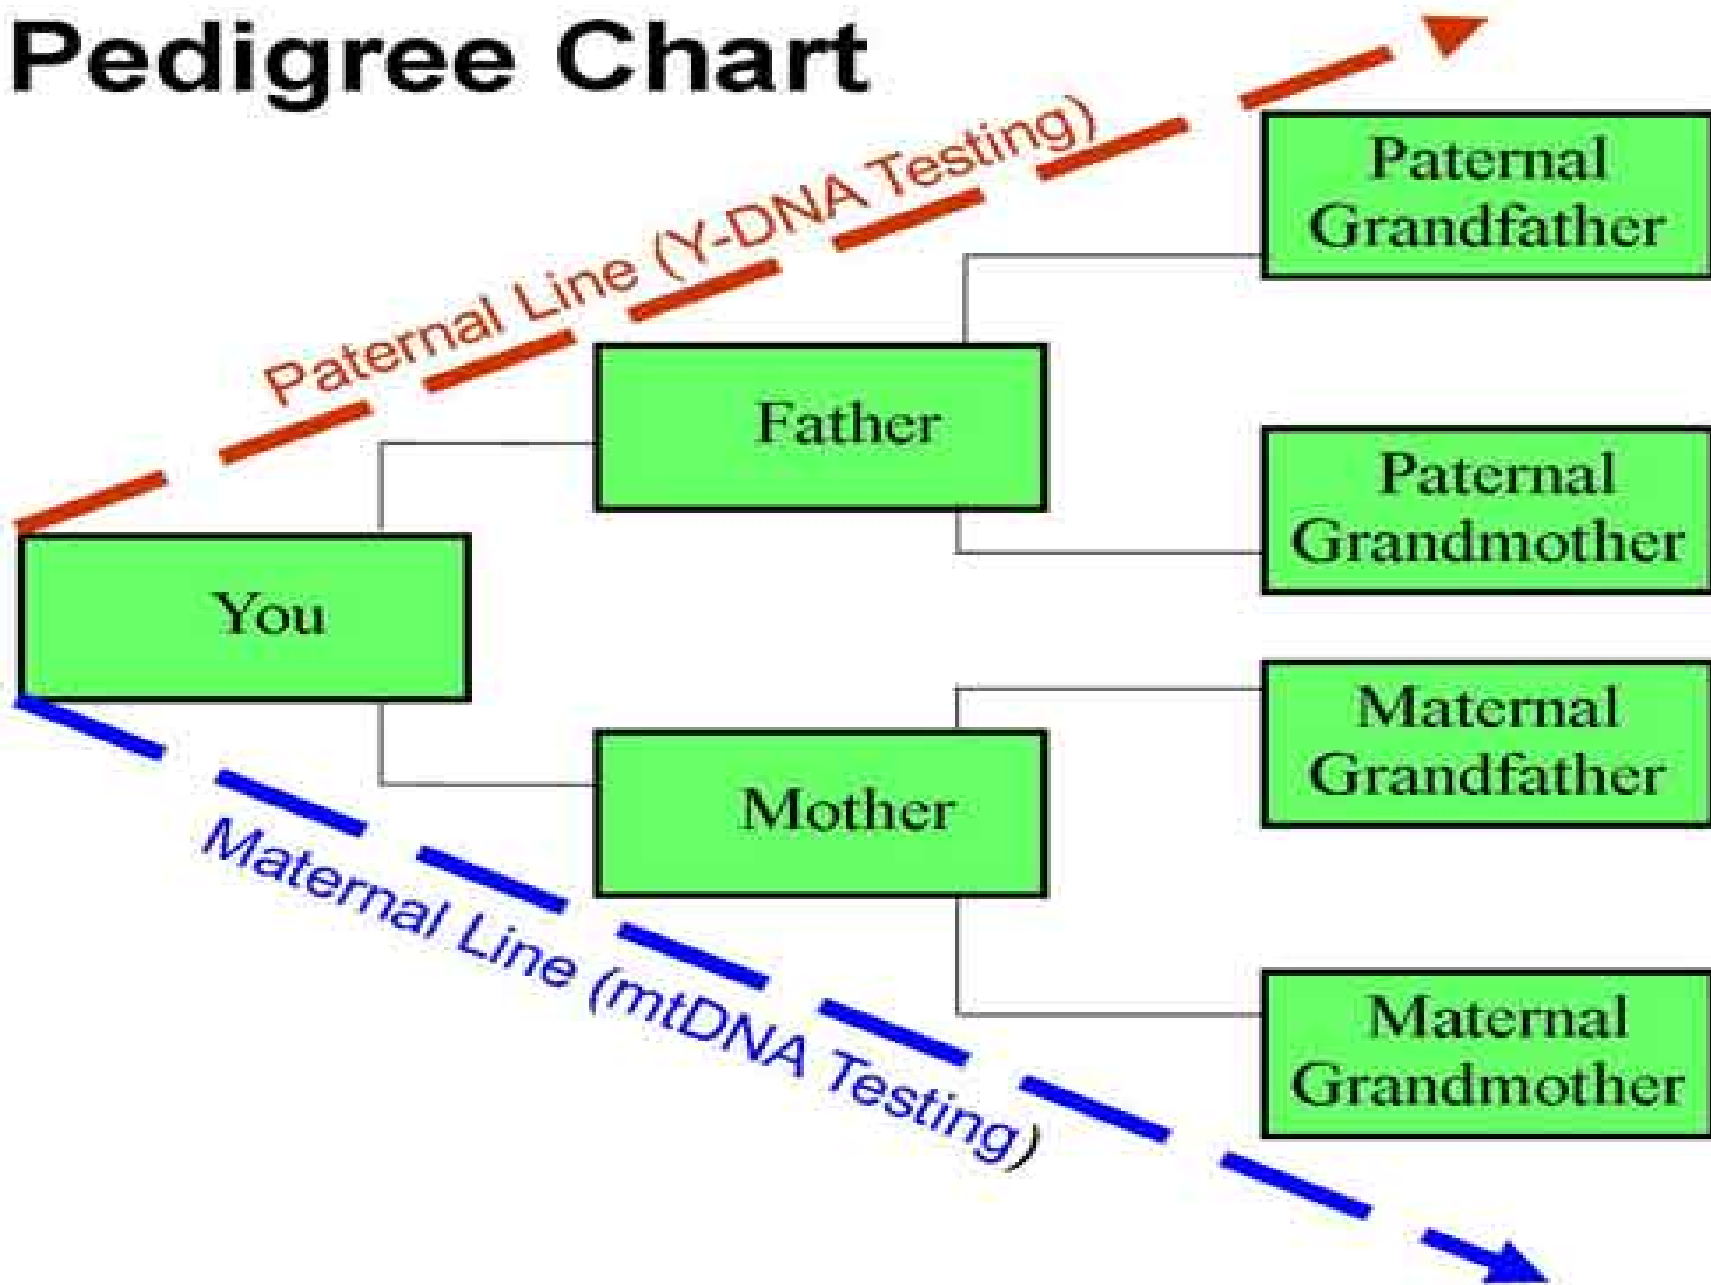 Pedigree Chart
Paternal Line (Y-DNA Testing)
Paternal
Grandfather
Father
Paternal
Grandmother
You
Maternal
Grandfather
Mother
Maternal Line (mtDNA Testing)
Maternal
Grandmother